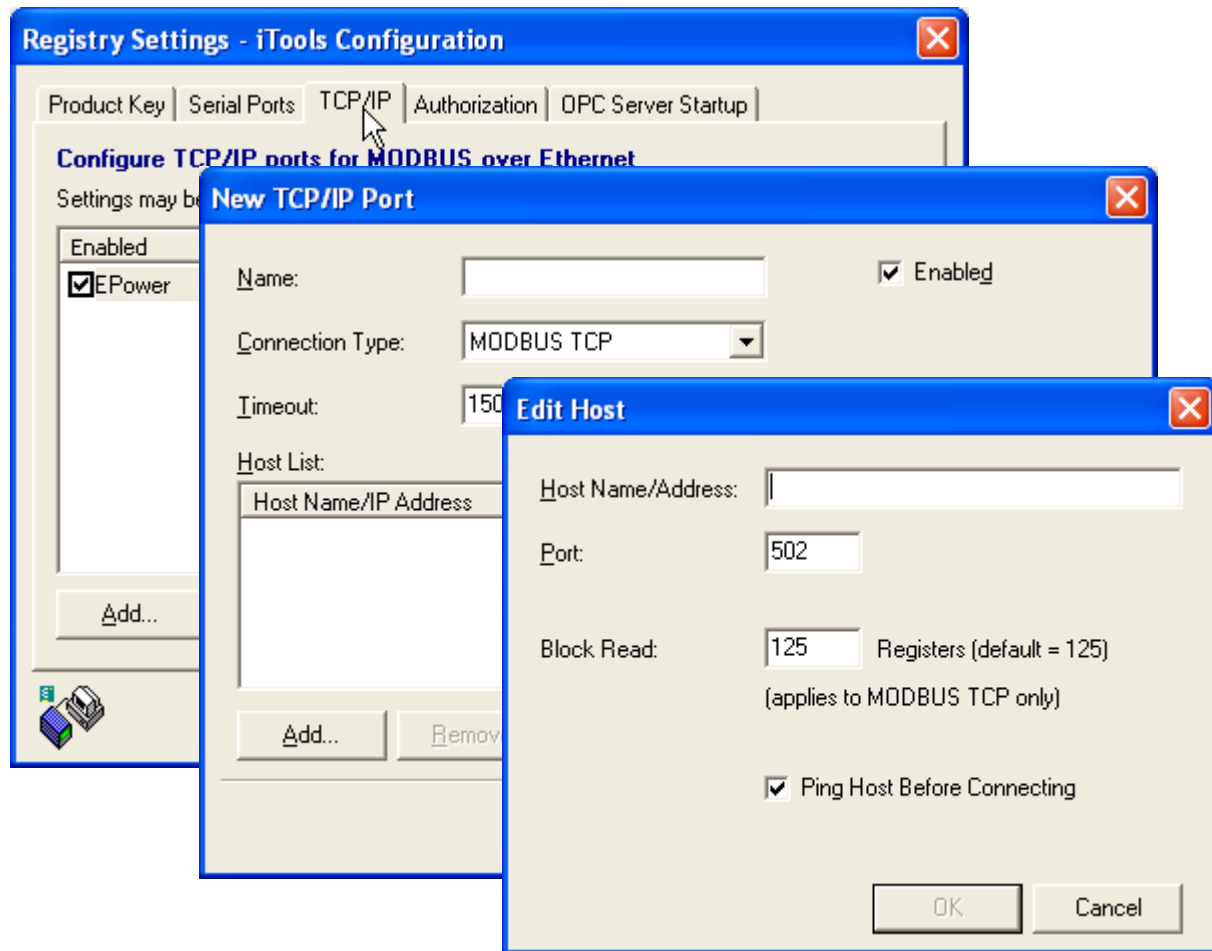 Registry Settings - iTools Configuration
Product Key
Serial Ports
TCP/IP
Authorization
OPC Server Startup
Configure TCP/IP ports for MODBUS over Ethernet
Settings may be
Enabled
EPower
Add...
New TCP/IP Port
Name:
Enabled
Connection Type:
MODBUS TCP
Timeout:
150
Host List:
Host Name/IP Address
Add...
Remov
Edit Host
Host Name/Address:
Port:
502
Block Read:
125
Registers (default = 125)
(applies to MODBUS TCP only)
Ping Host Before Connecting
OK
Cancel